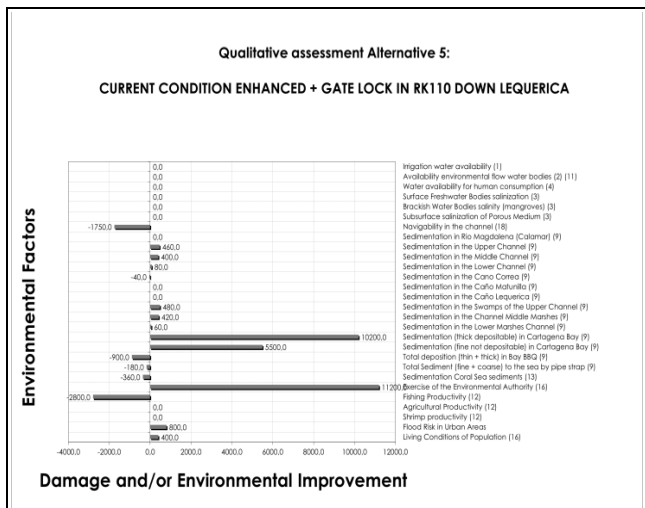 Qualitative assessment Alternative 5:
CURRENT CONDITION ENHANCED + GATE LOCK IN RK110 DOWN LEQUERICA
Environmental Factors
0,0 Irrigation water availability (1)
0,0 Availability environmental flow water bodies (2) (11)
0,0 Water availability for human consumption (4)
0,0 Surface Freshwater Bodies salinization (3)
0,0 Brackish Water Bodies salinity (mangroves) (3)
0,0 Subsurface salinization of Porous Medium (3)
-1750,0 Navigability in the channel (18)
0,0 Sedimentation in Rio Magdalena (Calamar) (9)
460,0 Sedimentation in the Upper Channel (9)
400,0 Sedimentation in the Middle Channel (9)
80,0 Sedimentation in the Lower Channel (9)
-40,0 Sedimentation in the Cano Correa (9)
0,0 Sedimentation in the Caño Matunilla (9)
0,0 Sedimentation in the Caño Lequerica (9)
480,0 Sedimentation in the Swamps of the Upper Channel (9)
420,0 Sedimentation in the Channel Middle Marshes (9)
60,0 Sedimentation in the Lower Marshes Channel (9)
10200,0 Sedimentation (thick depositable) in Cartagena Bay (9)
5500,0 Sedimentation (fine not depositable) in Cartagena Bay (9)
-900,0 Total deposition (thin + thick) in Bay BBQ (9)
-180,0 Total Sediment (fine + coarse) to the sea by pipe strap (9)
-360,0 Sedimentation Coral Sea sediments (13)
11200,0 Exercise of the Environmental Authority (16)
-2800,0 Fishing Productivity (12)
0,0 Agricultural Productivity (12)
0,0 Shrimp productivity (12)
800,0 Flood Risk in Urban Areas
400,0 Living Conditions of Population (16)
-4000,0 -2000,0 0,0 2000,0 4000,0 6000,0 8000,0 10000,0 12000,0
Damage and/or Environmental Improvement